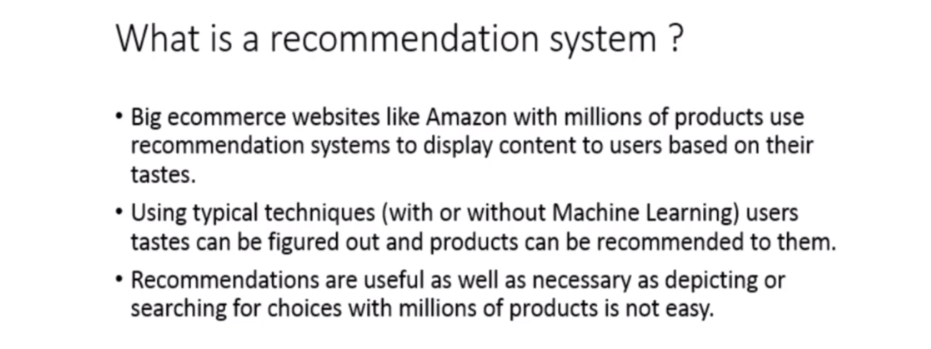 What is a recommendation system ?
• Big ecommerce websites like Amazon with millions of products use
recommendation systems to display content to users based on their
tastes.
• Using typical techniques (with or without Machine Learning) users
tastes can be figured out and products can be recommended to them.
• Recommendations are useful as well as necessary as depicting or
searching for choices with millions of products is not easy.